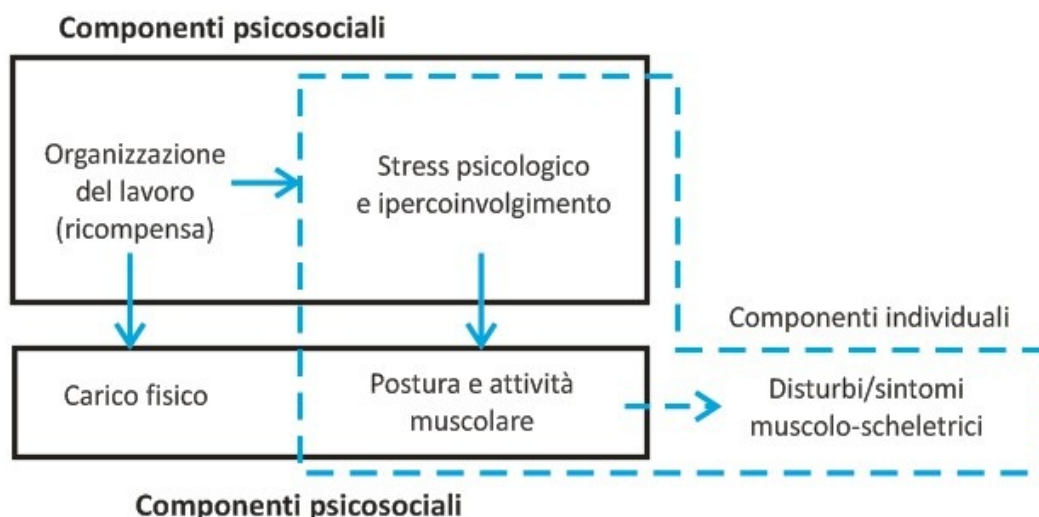 Componenti psicosociali
Organizzazione
del lavoro
(ricompensa)
Stress psicologico
e ipercoinvolgimento
Componenti individuali
Carico fisico
Postura e attività
muscolare
Disturbi/sintomi
muscolo-scheletrici
Componenti psicosociali